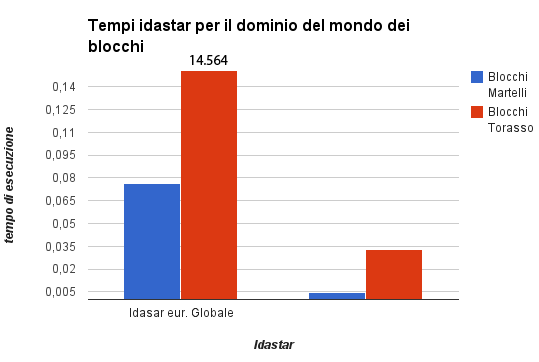 Tempi idastar per il dominio del mondo dei
blocchi
14.564
Blocchi
Martelli
Blocchi
Torasso
0,14
0,125
0,11
0,095
0,08
0,065
0,05
0,035
0,02
0,005
tempo di esecuzione
Idasar eur. Globale
Idastar